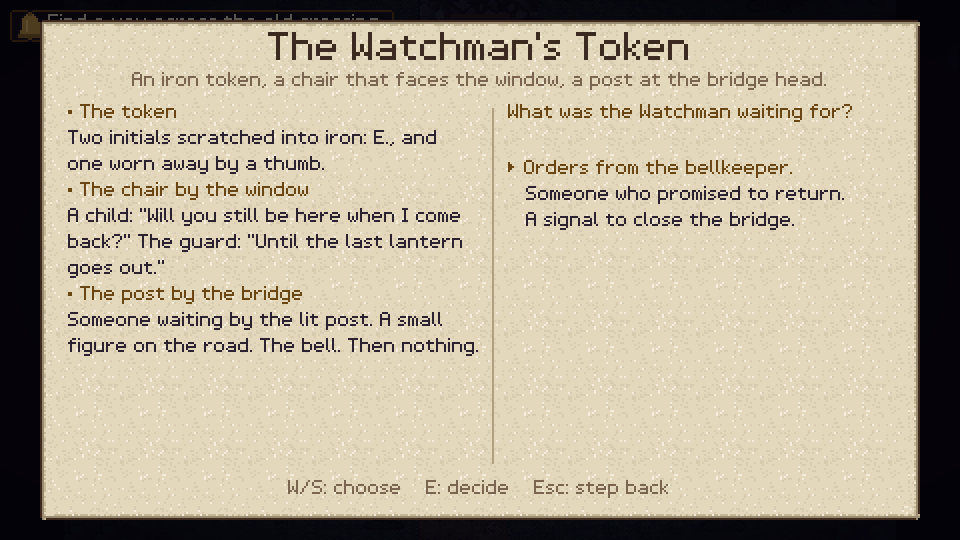 The Watchman's Token
An iron token, a chair that faces the window, a post at the bridge head.
• The token
Two initials scratched into iron: E., and
one worn away by a thumb.
• The chair by the window
A child: "Will you still be here when I come
back?" The guard: "Until the last lantern
goes out."
• The post by the bridge
Someone waiting by the lit post. A small
figure on the road. The bell. Then nothing.
What was the Watchman waiting for?
Orders from the bellkeeper.
Someone who promised to return.
A signal to close the bridge.
W/S: choose E: decide Esc: step back